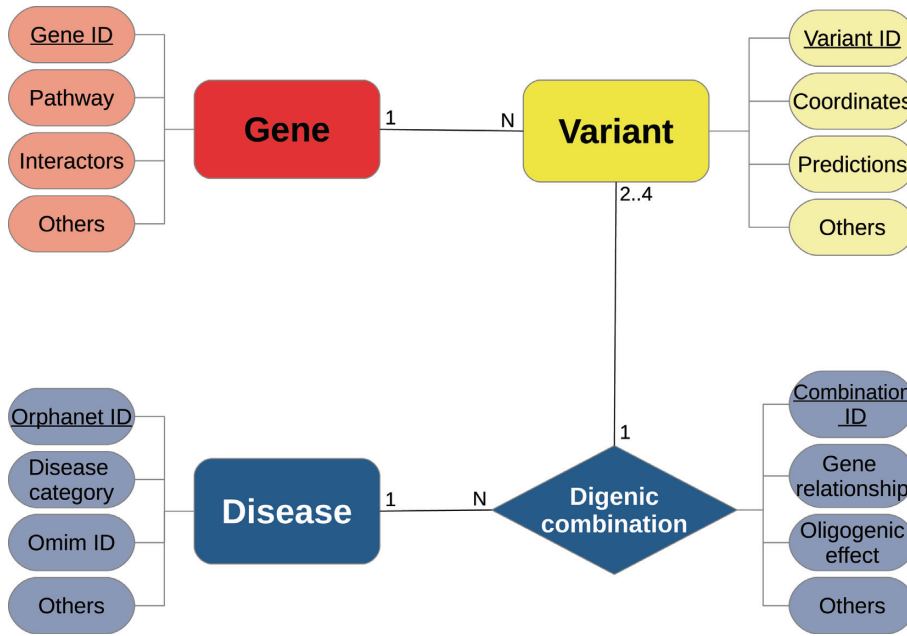 Gene ID
Pathway
Interactors
Others
Gene
1
N
Variant
2..4
Variant ID
Coordinates
Predictions
Others
Orphanet ID
Disease
category
Omim ID
Others
Disease
1
N
1
Digenic
combination
Combination
ID
Gene
relationship
Oligogenic
effect
Others